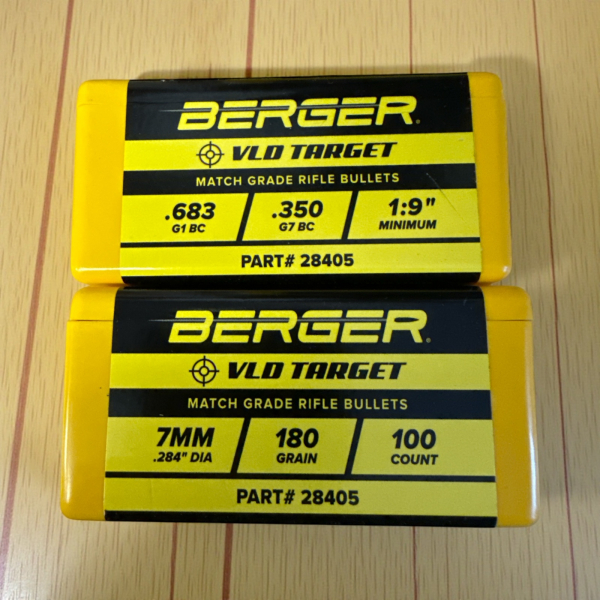 BERGER.
VLD TARGET
MATCH GRADE RIFLE BULLETS
.683 .350 1:9"
G1 BC G7 BC MINIMUM
PART# 28405
BERGER.
VLD TARGET
MATCH GRADE RIFLE BULLETS
7MM 180 100
.284" DIA GRAIN COUNT
PART# 28405